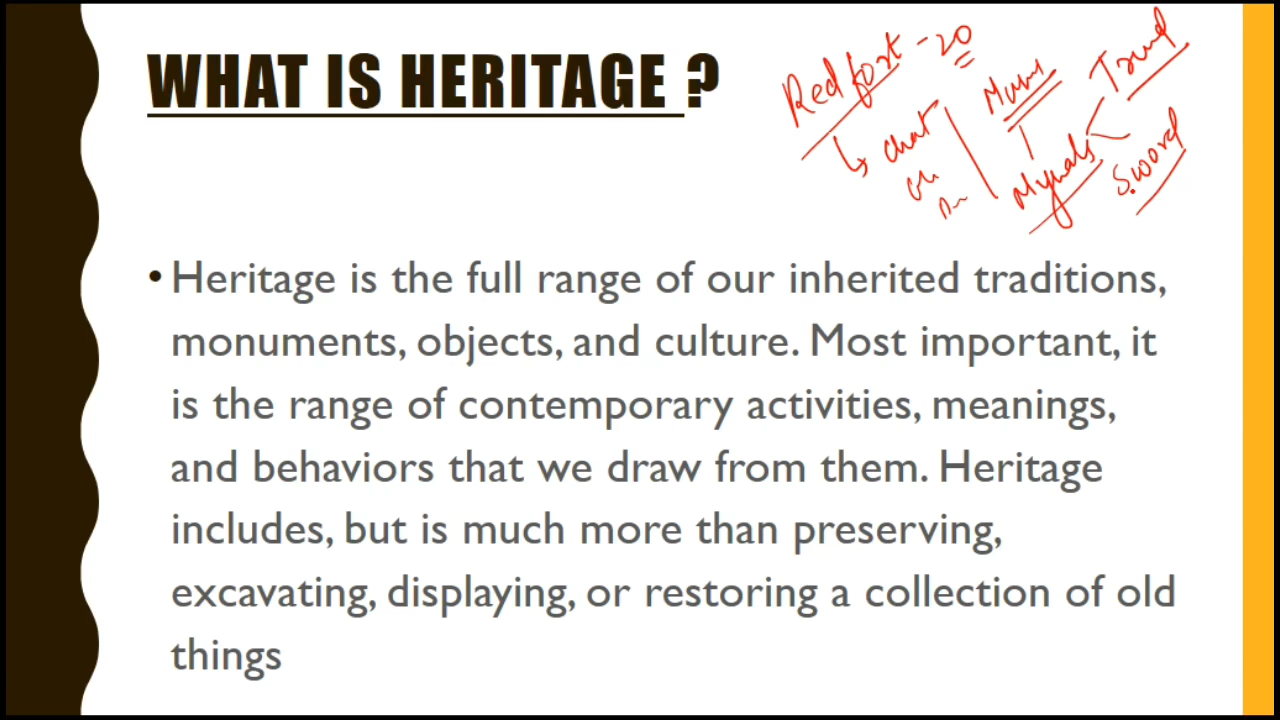 WHAT IS HERITAGE ?
Red fort - 20
Mughals
Sword
• Heritage is the full range of our inherited traditions,
monuments, objects, and culture. Most important, it
is the range of contemporary activities, meanings,
and behaviors that we draw from them. Heritage
includes, but is much more than preserving,
excavating, displaying, or restoring a collection of old
things